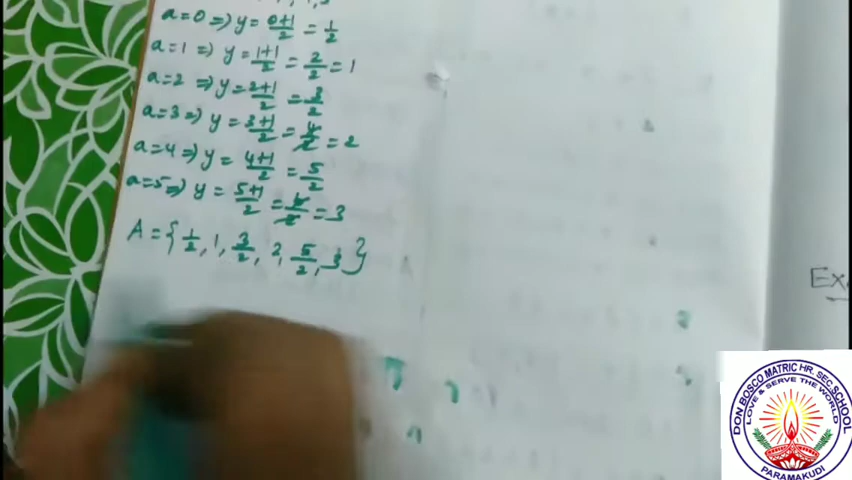 a=0 ⇒ y = 0+1/2 = 1/2
a=1 ⇒ y = 1+1/2 = 2/2 = 1
a=2 ⇒ y = 2+1/2 = 3/2
a=3 ⇒ y = 3+1/2 = 4/2 = 2
a=4 ⇒ y = 4+1/2 = 5/2
a=5 ⇒ y = 5+1/2 = 6/2 = 3
A = {1/2, 1, 3/2, 2, 5/2, 3}
DON BOSCO MATRIC HR. SEC. SCHOOL
LOVE & SERVE THE WORLD
PARAMAKUDI